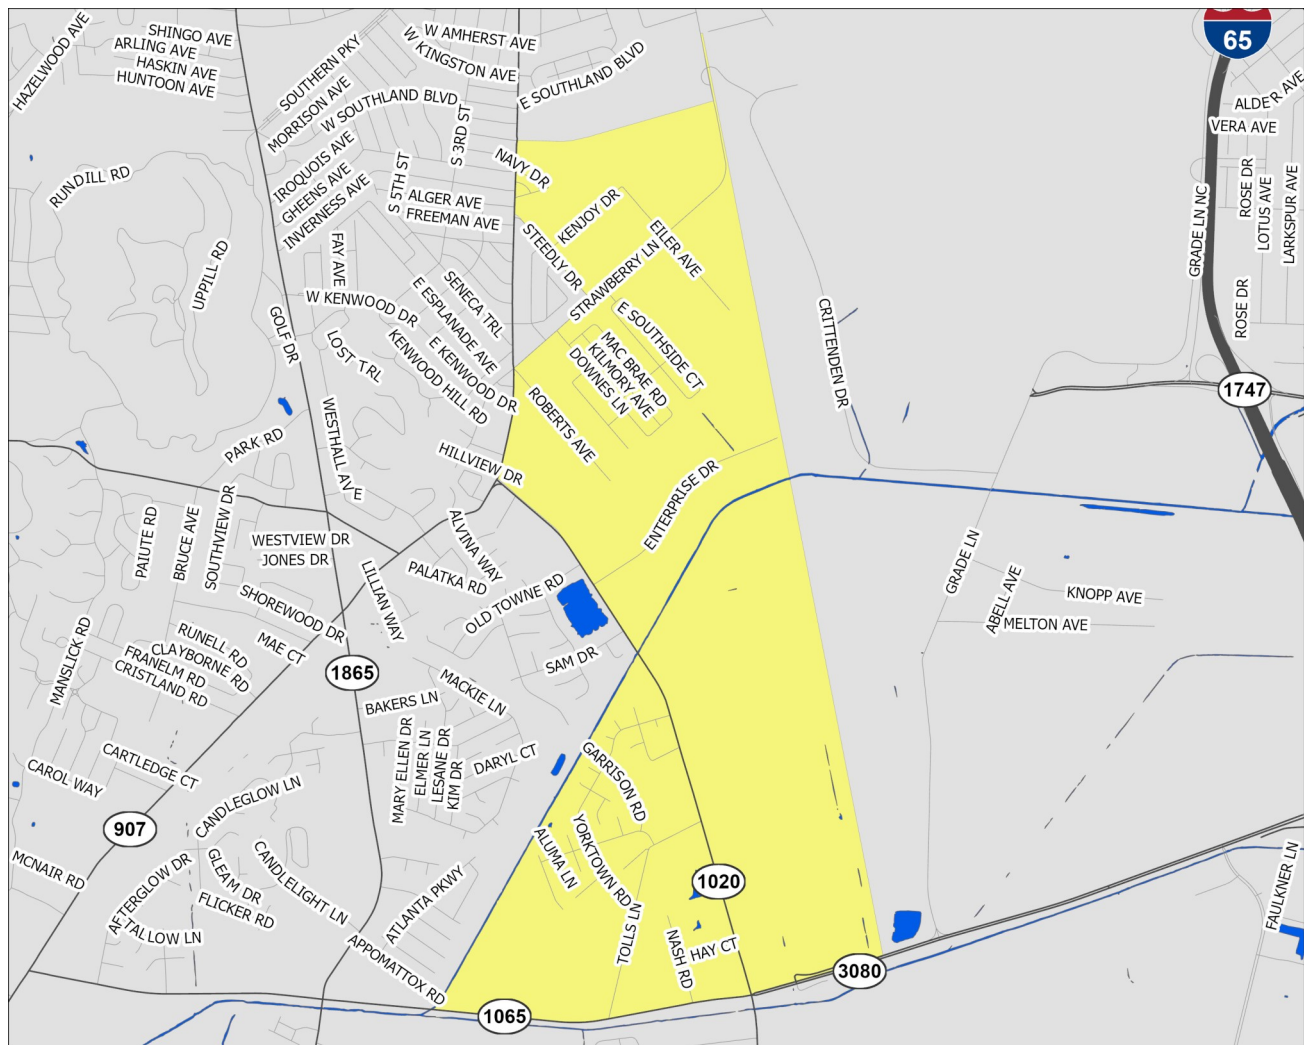 HAZELWOOD AVE
SHINGO AVE
ARLING AVE
HASKIN AVE
HUNTOON AVE
SOUTHERN PKY
MORRISON AVE
W AMHERST AVE
W KINGSTON AVE
E SOUTHLAND BLVD
W SOUTHLAND BLVD
S 3RD ST
65
ALDER AVE
VERA AVE
ROSE DR
LOTUS AVE
LARKSPUR AVE
GRADE LN NC
ROSE DR
RUNDILL RD
IROQUOIS AVE
GHEENS AVE
INVERNESS AVE
S 5TH ST
ALGER AVE
FREEMAN AVE
NAVY DR
KENJOY DR
STEEDLY DR
EILER AVE
STRAWBERRY LN
UPPILL RD
FAY AVE
W KENWOOD DR
SENECA TRL
E ESPLANADE AVE
E KENWOOD DR
KENWOOD HILL RD
GOLF DR
LOST TRL
E SOUTHSIDE CT
MAC BRAE RD
KILMORY AVE
DOWNES LN
ROBERTS AVE
CRITTENDEN DR
1747
WESTHALL AVE
PARK RD
HILLVIEW DR
ENTERPRISE DR
PAIUTE RD
BRUCE AVE
SOUTHVIEW DR
WESTVIEW DR
JONES DR
ALVINA WAY
PALATKA RD
LILLIAN WAY
OLD TOWNE RD
GRADE LN
ABELL AVE
KNOPP AVE
MELTON AVE
SHOREWOOD DR
MAE CT
RUNELL RD
CLAYBORNE RD
FRANELM RD
CRISTLAND RD
MANSLICK RD
1865
SAM DR
MACKIE LN
BAKERS LN
MARY ELLEN DR
ELMER LN
LESANE DR
KIM DR
DARYL CT
GARRISON RD
CARTLEDGE CT
CAROL WAY
907
CANDLEGLOW LN
MCNAIR RD
AFTERGLOW DR
GLEAM DR
FLICKER RD
TALLOW LN
CANDLELIGHT LN
ATLANTA PKWY
APPOMATTOX RD
ALUMA LN
YORKTOWN RD
TOLLS LN
1020
NASH RD
HAY CT
3080
1065
FAULKNER LN